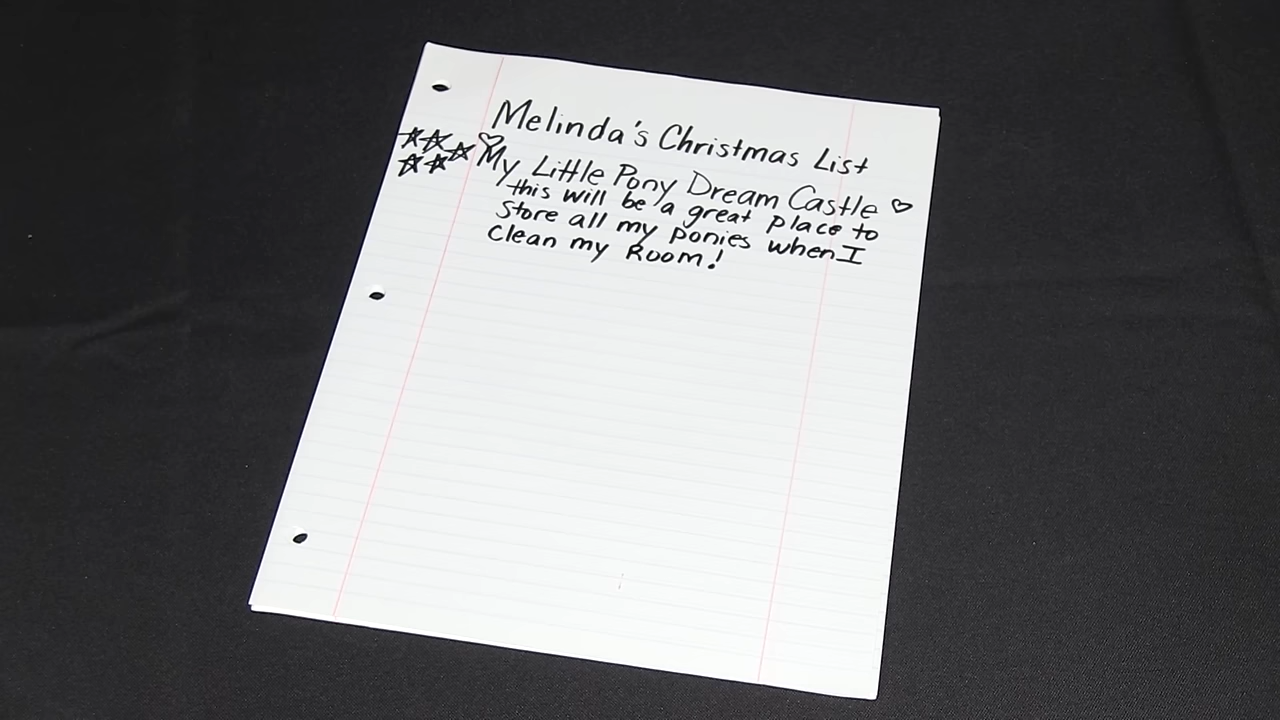 Melinda's Christmas List
My Little Pony Dream Castle
this will be a great place to
store all my ponies when I
clean my Room!